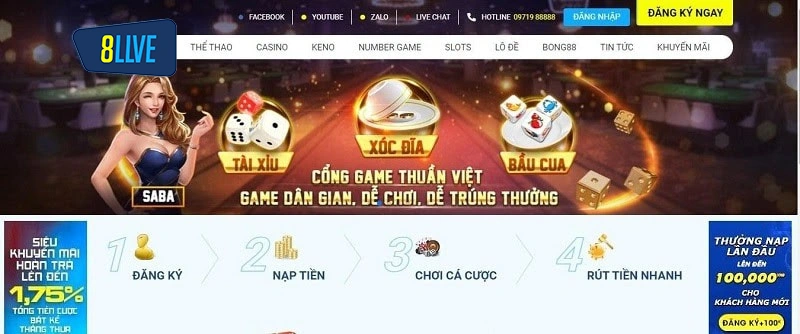 FACEBOOK
YOUTUBE
ZALO
LIVE CHAT
HOTLINE 09719 88888
ĐĂNG NHẬP
ĐĂNG KÝ NGAY
8LIVE
THỂ THAO
CASINO
KENO
NUMBER GAME
SLOTS
LÔ ĐỀ
BONG88
TIN TỨC
KHUYẾN MÃI
TÀI XỈU
XÓC ĐĨA
BẦU CUA
SABA
CỔNG GAME THUẦN VIỆT
GAME DÂN GIAN, DỄ CHƠI, DỄ TRÚNG THƯỞNG
SIÊU
KHUYẾN MÃI
HOÀN TRẢ
LÊN ĐẾN
1,75%
TỔNG TIỀN CƯỢC
BẤT KỂ
THẮNG THUA
1
ĐĂNG KÝ
2
NẠP TIỀN
3
CHƠI CÁ CƯỢC
4
RÚT TIỀN NHANH
THƯỞNG NẠP
LẦN ĐẦU
LÊN ĐẾN
100,000
CHO
KHÁCH HÀNG MỚI
ĐĂNG KÝ+100K